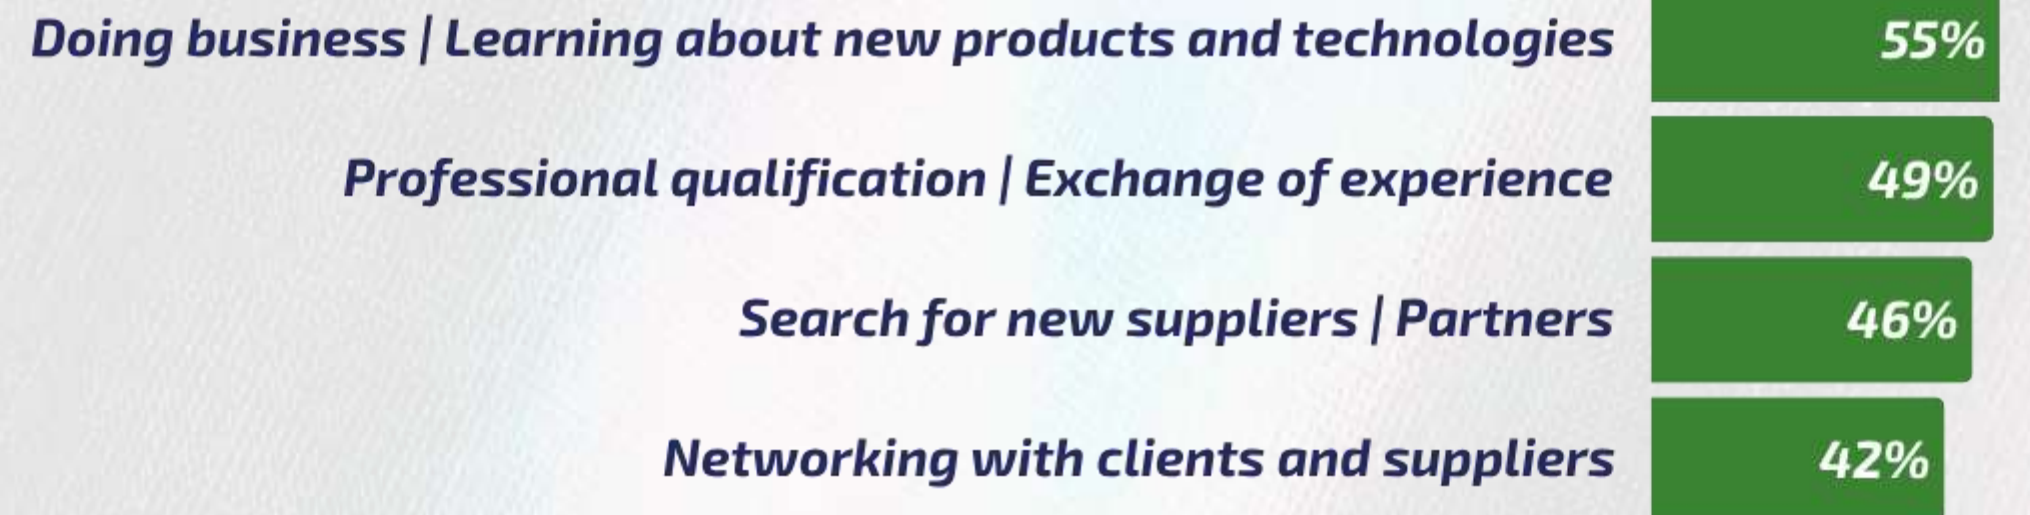 Doing business | Learning about new products and technologies 55%
Professional qualification | Exchange of experience 49%
Search for new suppliers | Partners 46%
Networking with clients and suppliers 42%